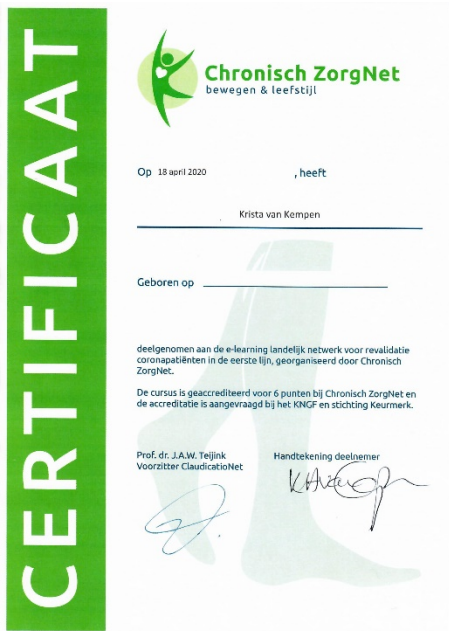 CERTIFICAAT
Chronisch ZorgNet
bewegen & leefstijl
Op 18 april 2020 , heeft
Krista van Kempen
Geboren op
deelgenomen aan de e-learning landelijk netwerk voor revalidatie
coronapatiënten in de eerste lijn, georganiseerd door Chronisch
ZorgNet.
De cursus is geaccrediteerd voor 6 punten bij Chronisch ZorgNet en
de accreditatie is aangevraagd bij het KNGF en stichting Keurmerk.
Prof. dr. J.A.W. Teijink
Voorzitter ClaudicatioNet
Handtekening deelnemer